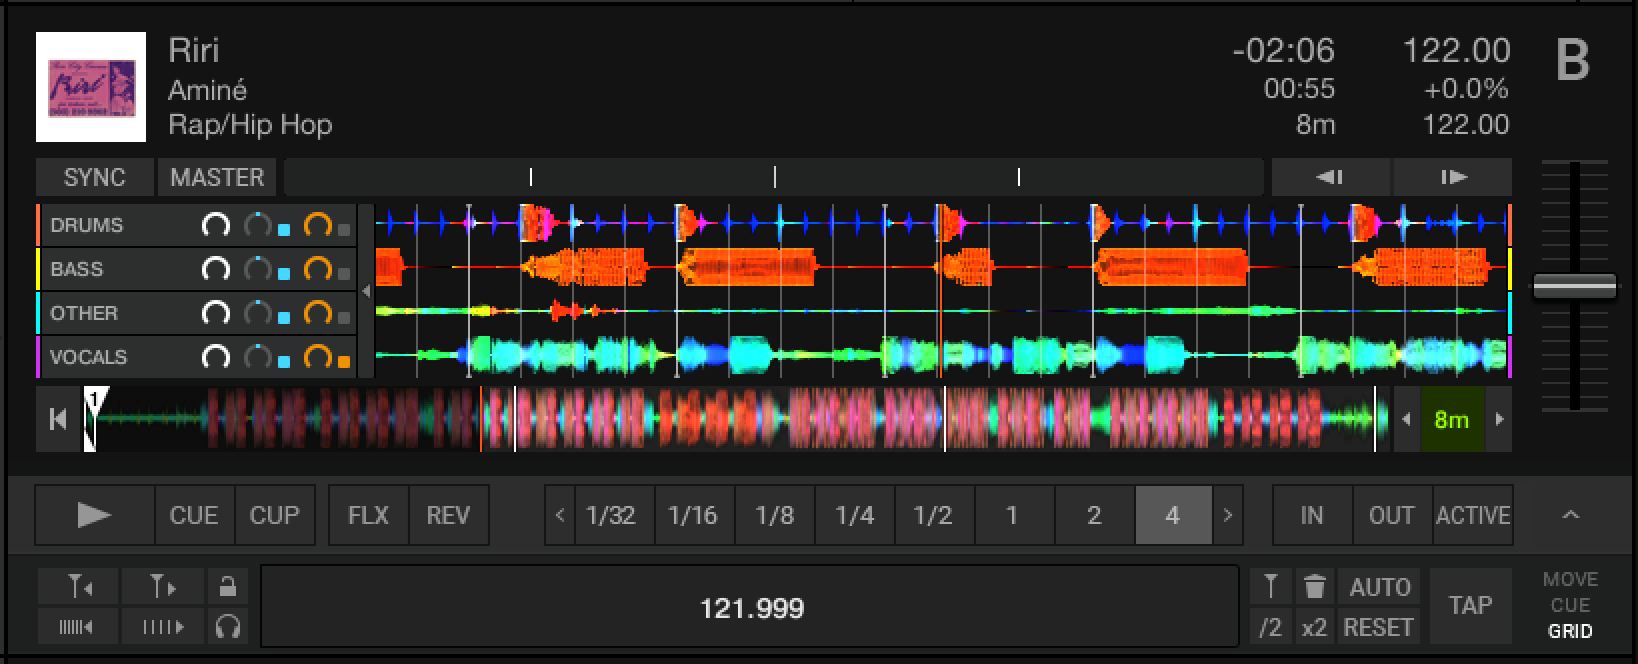 Riri
Aminé
Rap/Hip Hop
-02:06 122.00
00:55 +0.0%
8m 122.00
B
Riri
SYNC MASTER
DRUMS
BASS
OTHER
VOCALS
1
8m
CUE CUP FLX REV < 1/32 1/16 1/8 1/4 1/2 1 2 4 > IN OUT ACTIVE
121.999
AUTO
/2 x2 RESET
TAP
MOVE
CUE
GRID